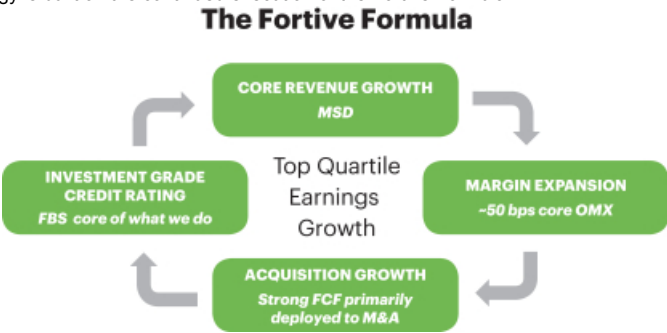 The Fortive Formula
CORE REVENUE GROWTH
MSD
INVESTMENT GRADE
CREDIT RATING
FBS core of what we do
Top Quartile
Earnings
Growth
MARGIN EXPANSION
~50 bps core OMX
ACQUISITION GROWTH
Strong FCF primarily
deployed to M&A